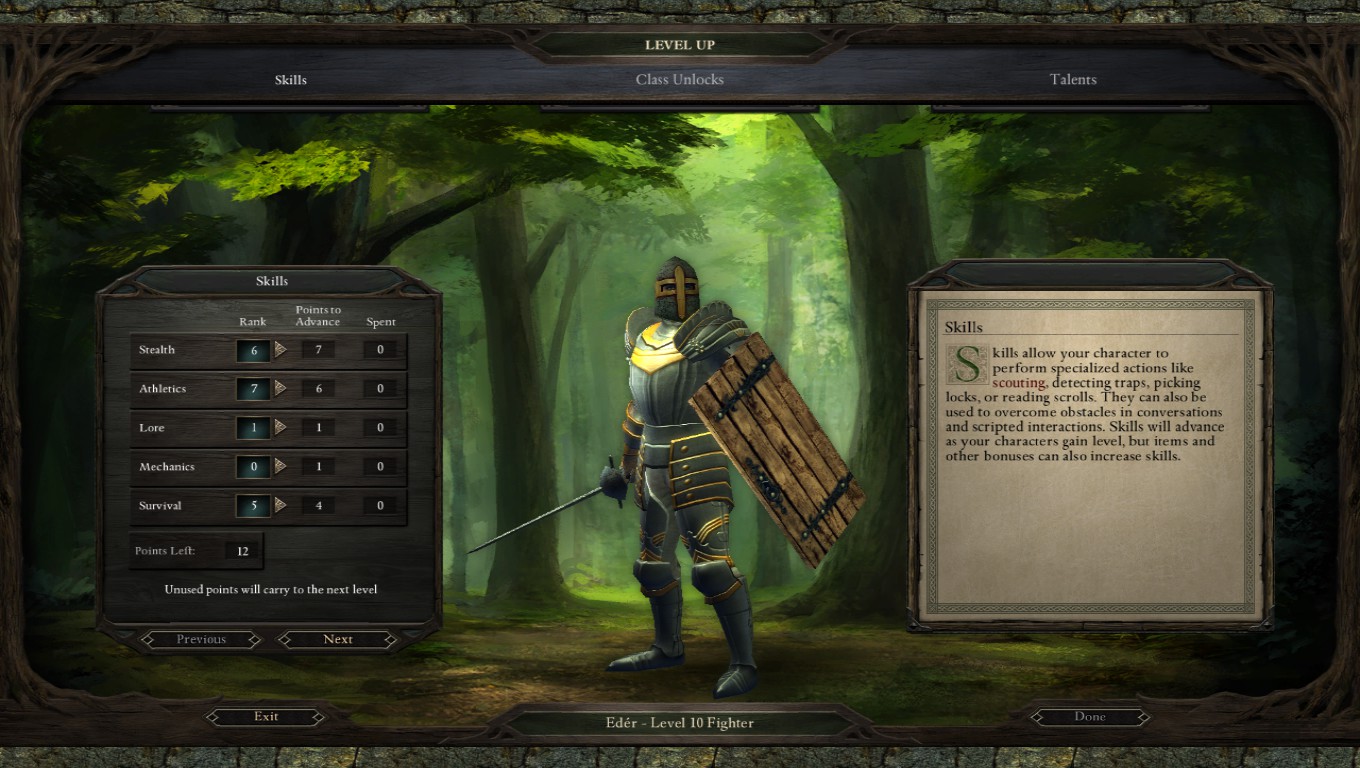 LEVEL UP
Skills
Class Unlocks
Talents
Skills
Rank
Points to
Advance
Spent
Stealth 6 7 0
Athletics 7 6 0
Lore 1 1 0
Mechanics 0 1 0
Survival 5 4 0
Points Left: 12
Unused points will carry to the next level
Previous
Next
Skills
Skills allow your character to
perform specialized actions like
scouting, detecting traps, picking
locks, or reading scrolls. They can also be
used to overcome obstacles in conversations
and scripted interactions. Skills will advance
as your characters gain level, but items and
other bonuses can also increase skills.
Exit
Edér - Level 10 Fighter
Done